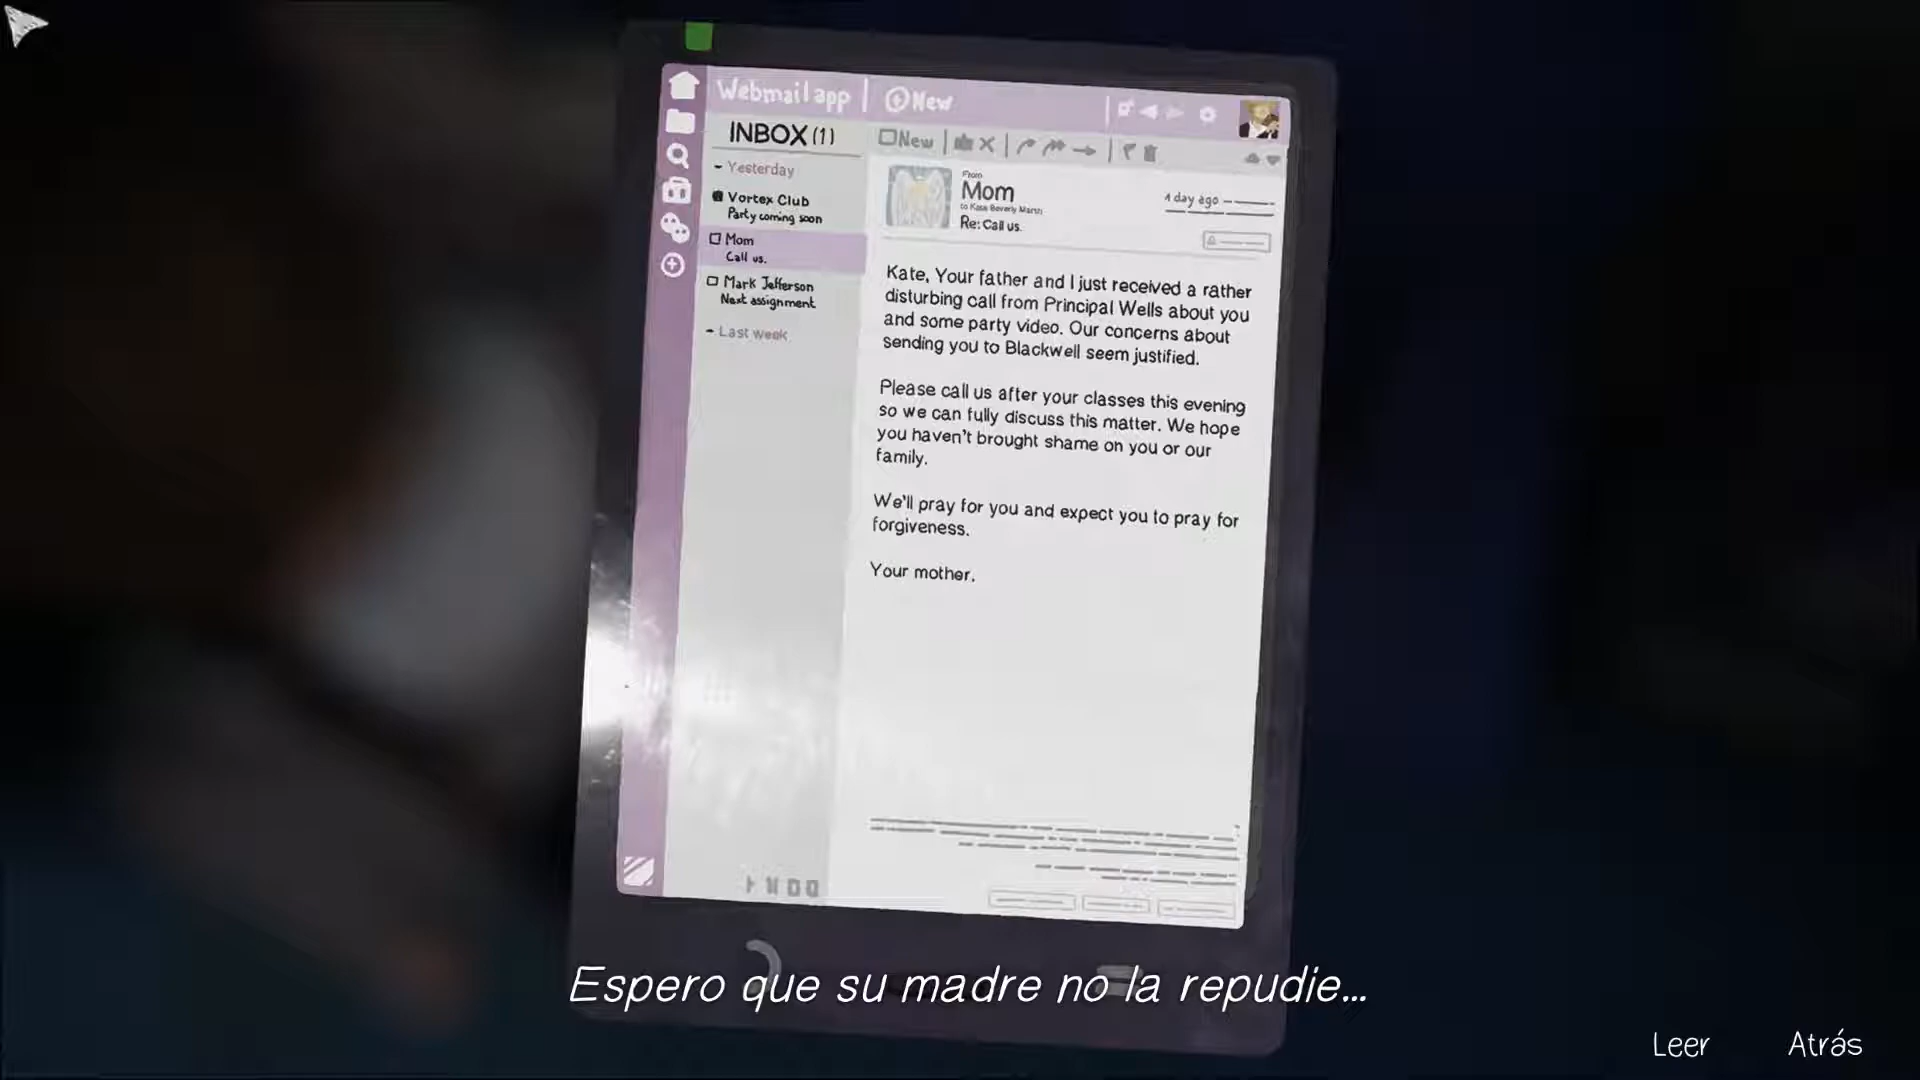 Webmail app
New
INBOX (1)
New
- Yesterday
Vortex Club
Party coming soon
Mom
Call us.
Mark Jefferson
Next assignment
- Last week
From
Mom
to Kate Beverly Marsh
Re: Call us.
1 day ago
Kate, Your father and I just received a rather
disturbing call from Principal Wells about you
and some party video. Our concerns about
sending you to Blackwell seem justified.
Please call us after your classes this evening
so we can fully discuss this matter. We hope
you haven't brought shame on you or our
family.
We'll pray for you and expect you to pray for
forgiveness.
Your mother.
Espero que su madre no la repudie...
Leer
Atrás